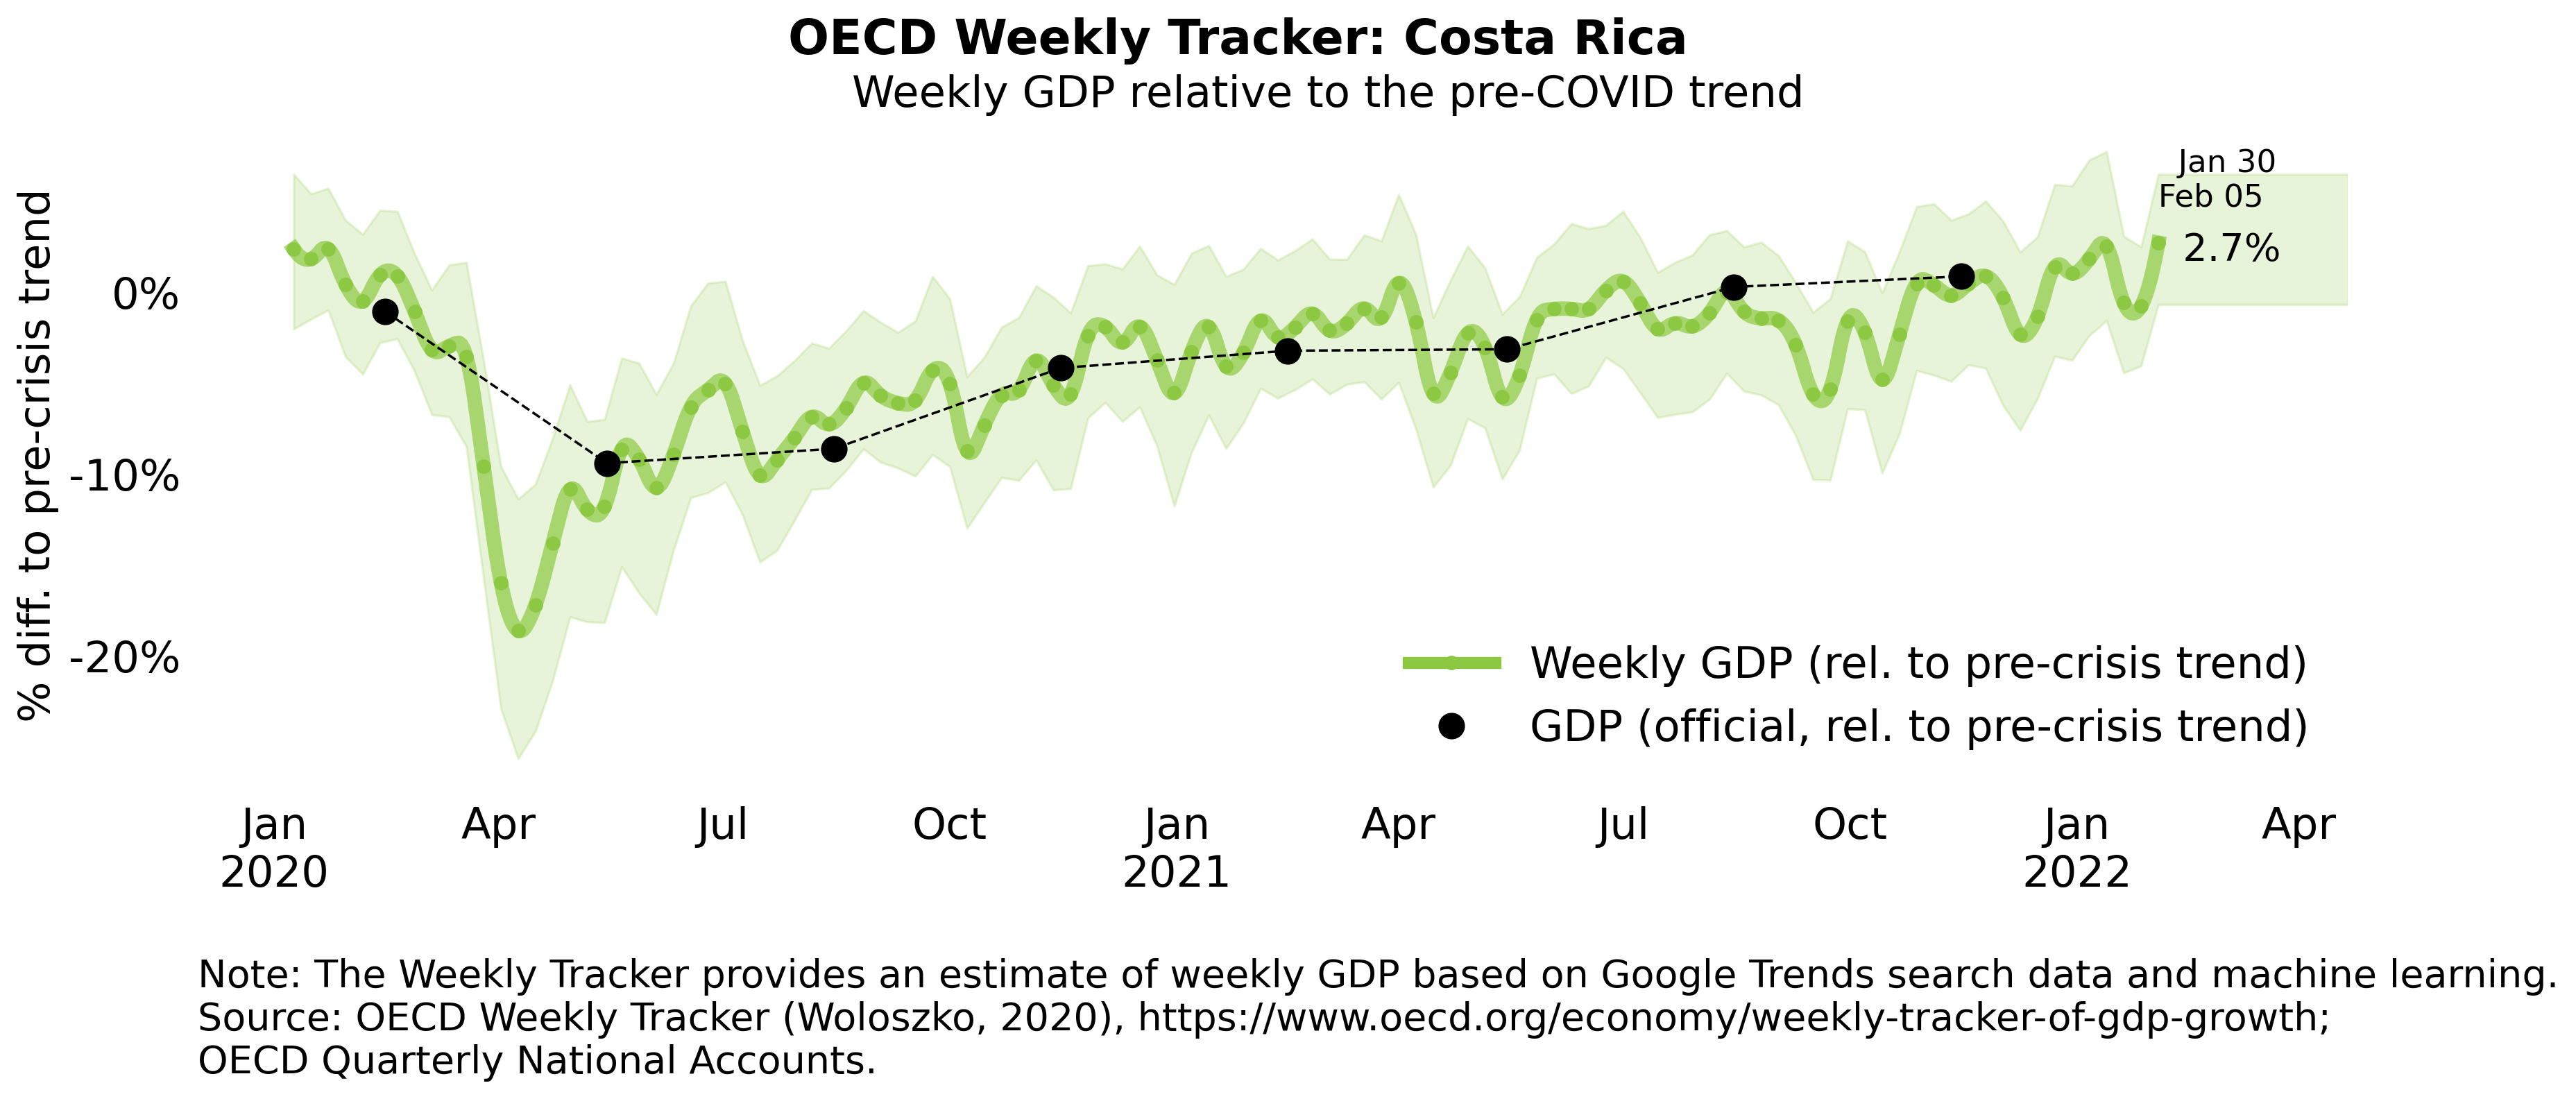 OECD Weekly Tracker: Costa Rica
Weekly GDP relative to the pre-COVID trend
% diff. to pre-crisis trend
0%
-10%
-20%
Jan 30
Feb 05
2.7%
Weekly GDP (rel. to pre-crisis trend)
GDP (official, rel. to pre-crisis trend)
Jan Apr Jul Oct Jan Apr Jul Oct Jan Apr
2020 2021 2022
Note: The Weekly Tracker provides an estimate of weekly GDP based on Google Trends search data and machine learning.
Source: OECD Weekly Tracker (Woloszko, 2020), https://www.oecd.org/economy/weekly-tracker-of-gdp-growth;
OECD Quarterly National Accounts.